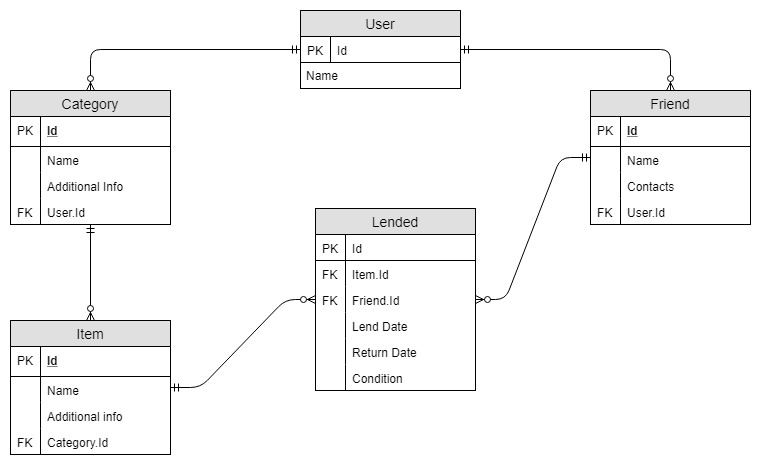 User
PK Id
Name
Category
PK Id
Name
Additional Info
FK User.Id
Friend
PK Id
Name
Contacts
FK User.Id
Lended
PK Id
FK Item.Id
FK Friend.Id
Lend Date
Return Date
Condition
Item
PK Id
Name
Additional info
FK Category.Id